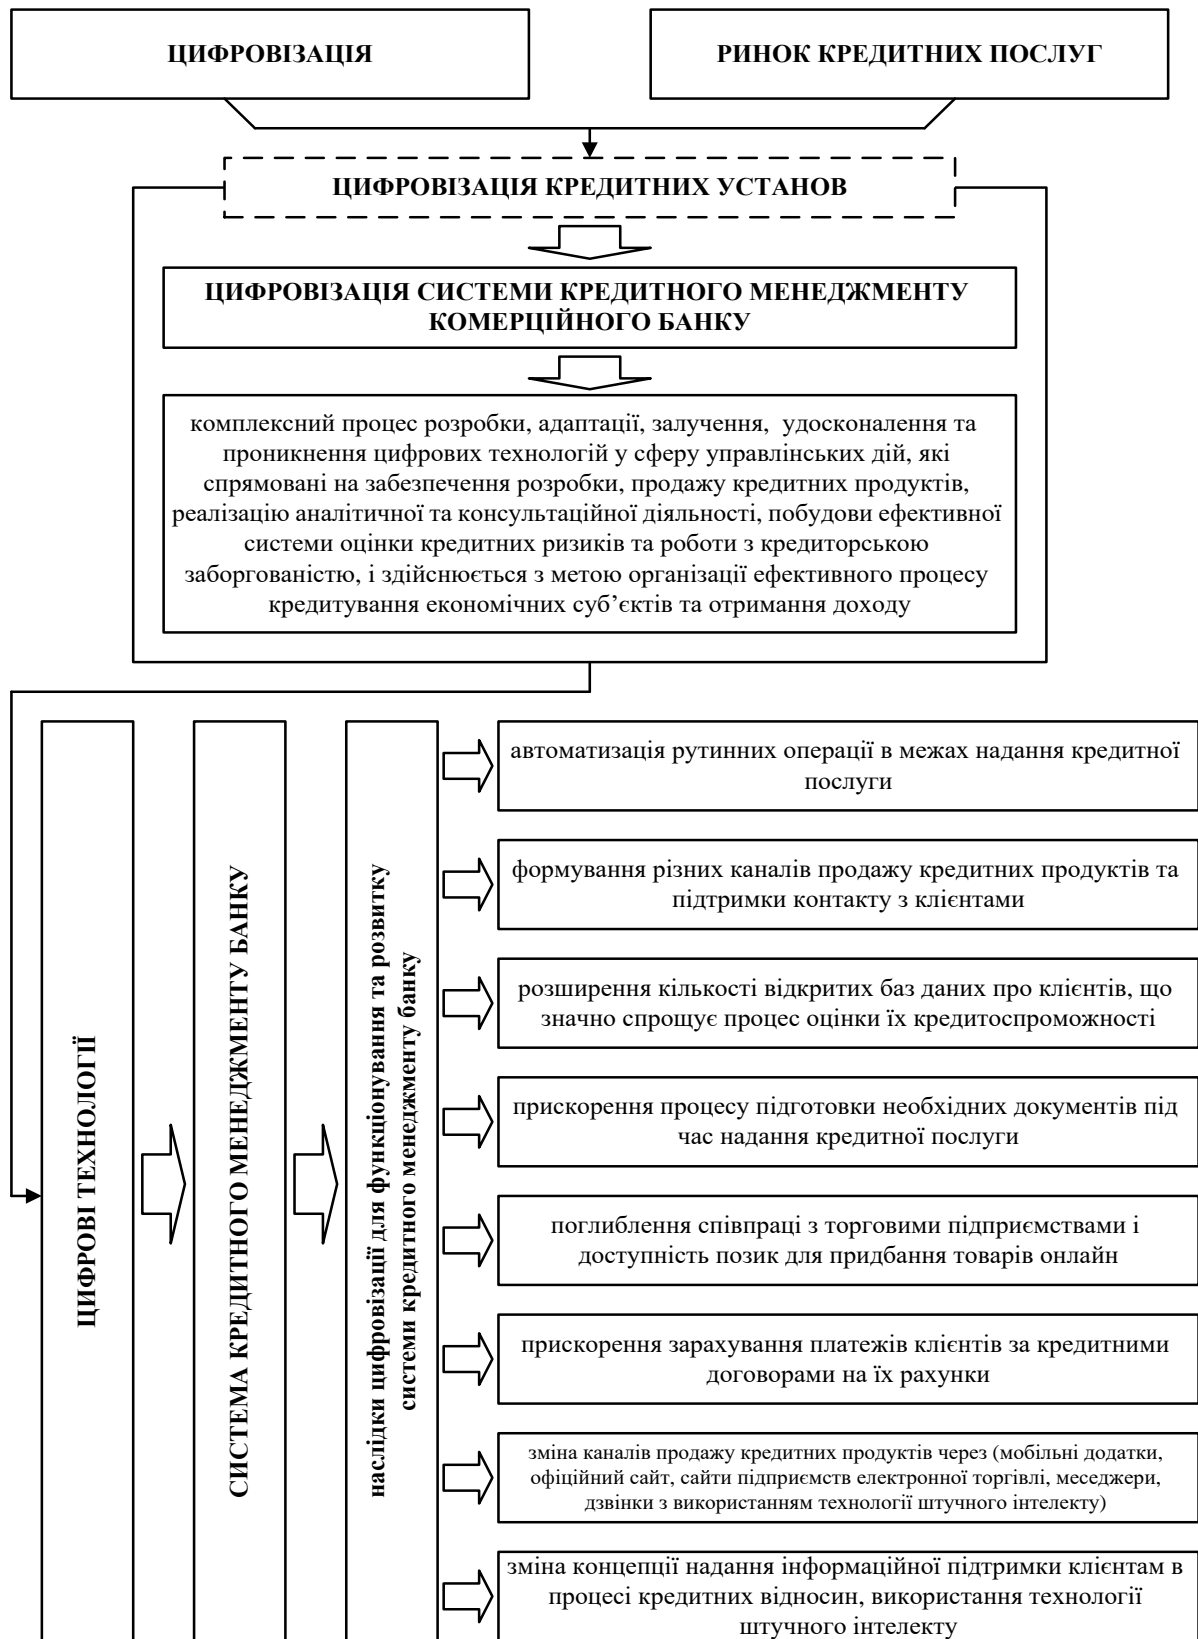 ЦИФРОВІЗАЦІЯ
РИНОК КРЕДИТНИХ ПОСЛУГ
ЦИФРОВІЗАЦІЯ КРЕДИТНИХ УСТАНОВ
ЦИФРОВІЗАЦІЯ СИСТЕМИ КРЕДИТНОГО МЕНЕДЖМЕНТУ
КОМЕРЦІЙНОГО БАНКУ
комплексний процес розробки, адаптації, залучення, удосконалення та
проникнення цифрових технологій у сферу управлінських дій, які
спрямовані на забезпечення розробки, продажу кредитних продуктів,
реалізацію аналітичної та консультаційної діяльності, побудови ефективної
системи оцінки кредитних ризиків та роботи з кредиторською
заборгованістю, і здійснюється з метою організації ефективного процесу
кредитування економічних суб’єктів та отримання доходу
ЦИФРОВІ ТЕХНОЛОГІЇ
СИСТЕМА КРЕДИТНОГО МЕНЕДЖМЕНТУ БАНКУ
наслідки цифровізації для функціонування та розвитку
системи кредитного менеджменту банку
автоматизація рутинних операції в межах надання кредитної
послуги
формування різних каналів продажу кредитних продуктів та
підтримки контакту з клієнтами
розширення кількості відкритих баз даних про клієнтів, що
значно спрощує процес оцінки їх кредитоспроможності
прискорення процесу підготовки необхідних документів під
час надання кредитної послуги
поглиблення співпраці з торговими підприємствами і
доступність позик для придбання товарів онлайн
прискорення зарахування платежів клієнтів за кредитними
договорами на їх рахунки
зміна каналів продажу кредитних продуктів через (мобільні додатки,
офіційний сайт, сайти підприємств електронної торгівлі, меседжери,
дзвінки з використанням технології штучного інтелекту)
зміна концепції надання інформаційної підтримки клієнтам в
процесі кредитних відносин, використання технології
штучного інтелекту